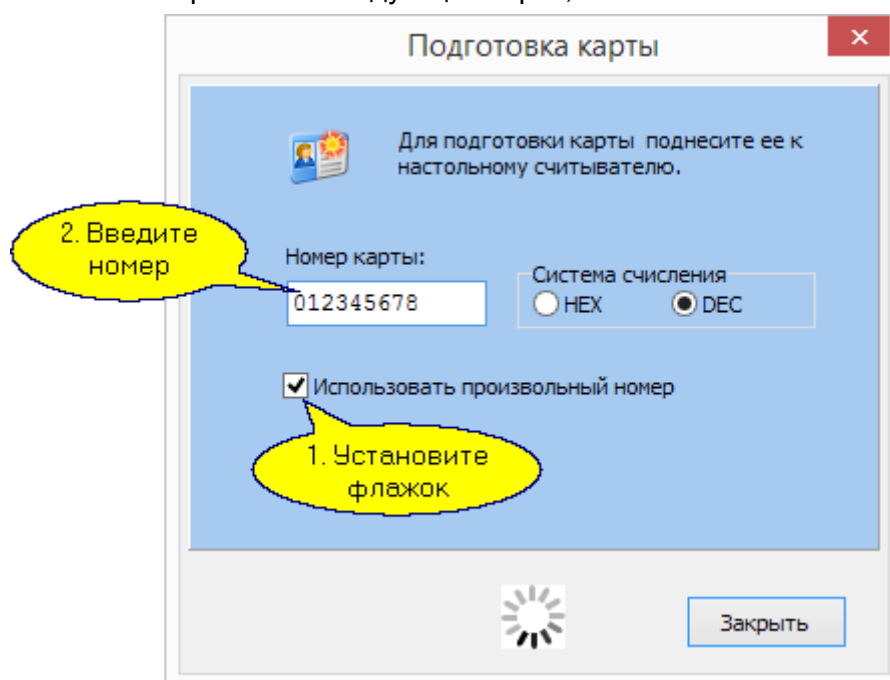 Подготовка карты
Для подготовки карты поднесите ее к
настольному считывателю.
2. Введите
номер
Номер карты:
012345678
Система счисления
HEX
DEC
Использовать произвольный номер
1. Установите
флажок
Закрыть